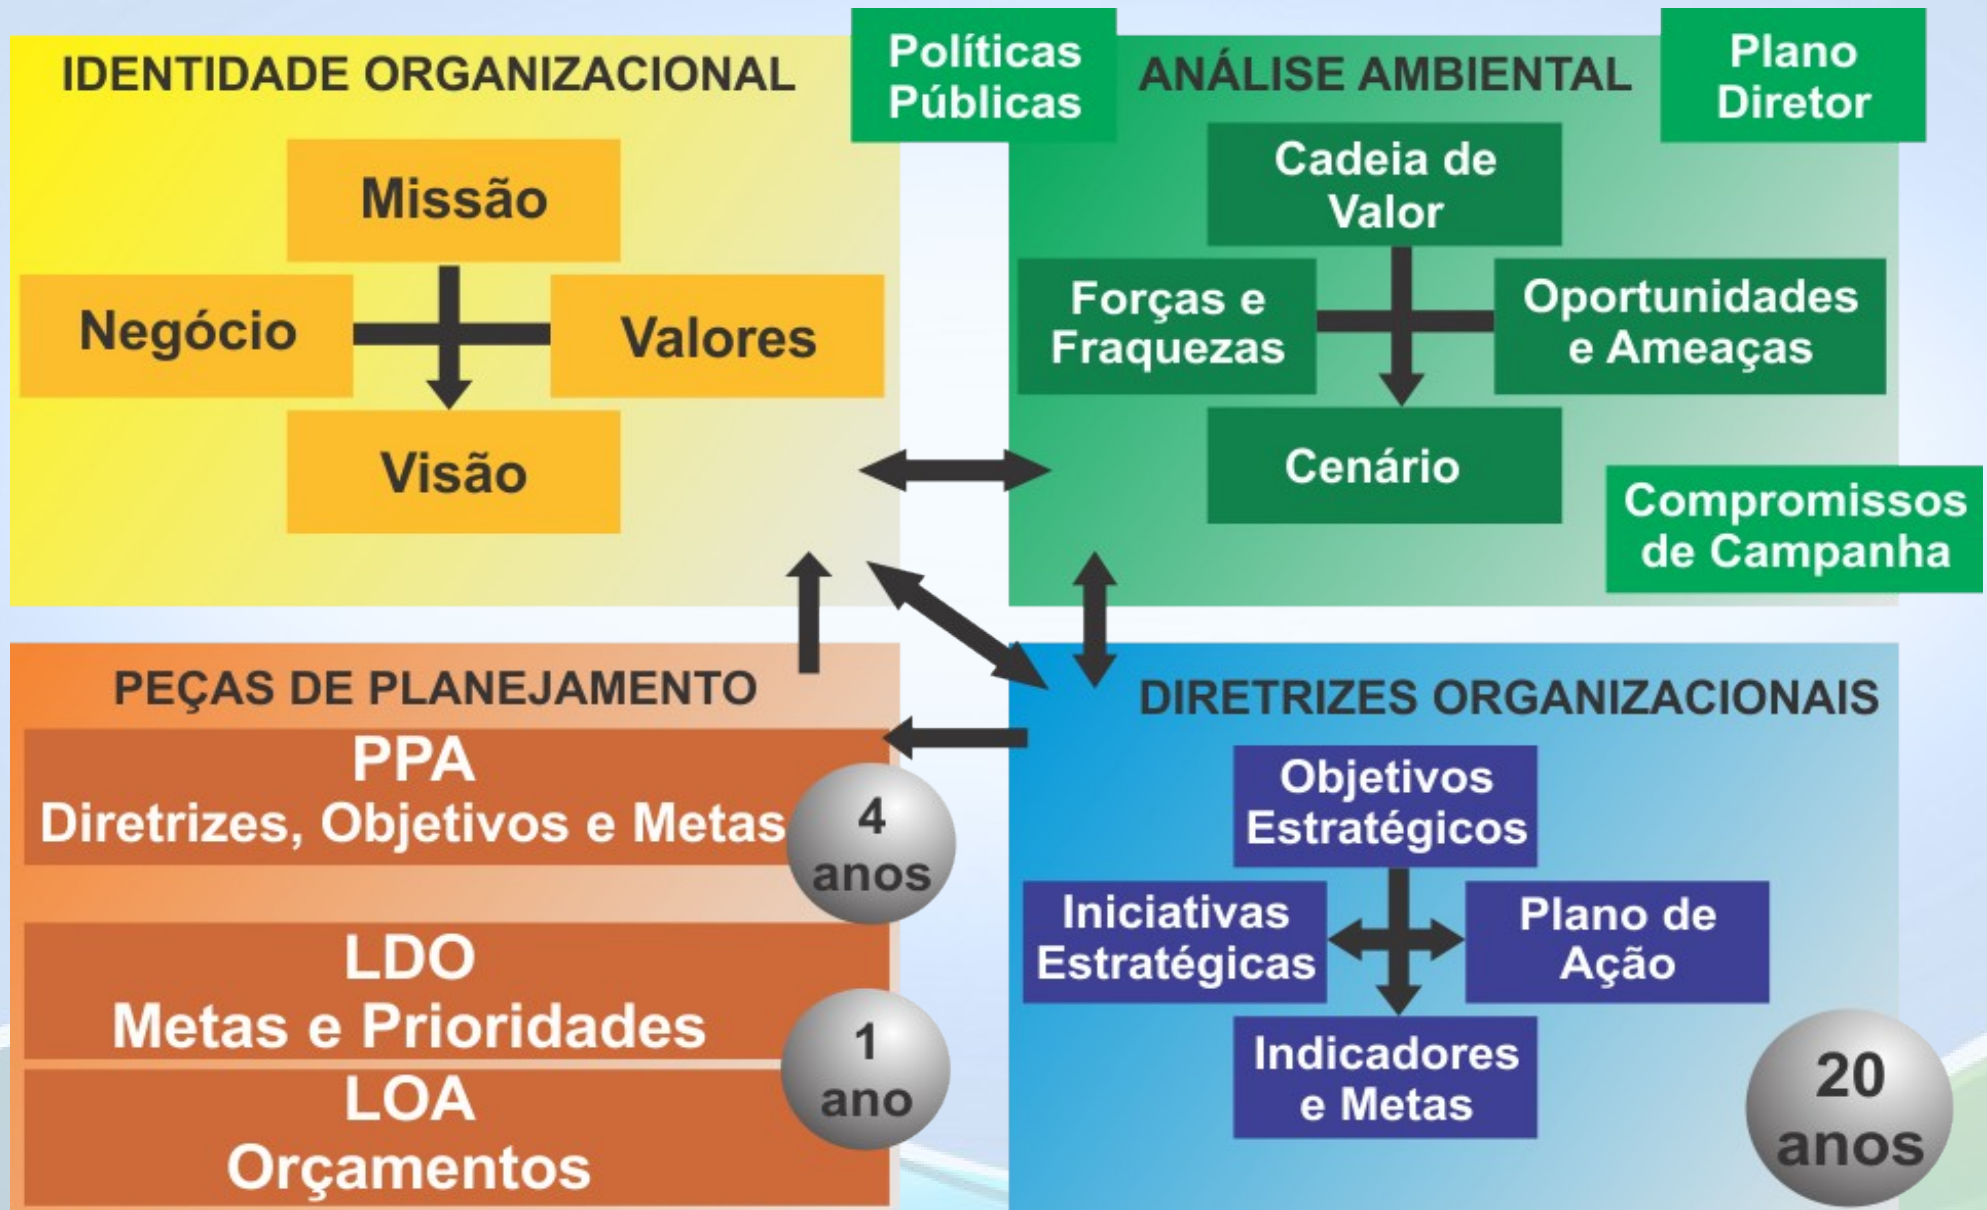 IDENTIDADE ORGANIZACIONAL
Missão
Negócio
Valores
Visão
Políticas
Públicas
ANÁLISE AMBIENTAL
Plano
Diretor
Cadeia de
Valor
Forças e
Fraquezas
Oportunidades
e Ameaças
Cenário
Compromissos
de Campanha
PEÇAS DE PLANEJAMENTO
PPA
Diretrizes, Objetivos e Metas
4
anos
LDO
Metas e Prioridades
1
ano
LOA
Orçamentos
DIRETRIZES ORGANIZACIONAIS
Objetivos
Estratégicos
Iniciativas
Estratégicas
Plano de
Ação
Indicadores
e Metas
20
anos